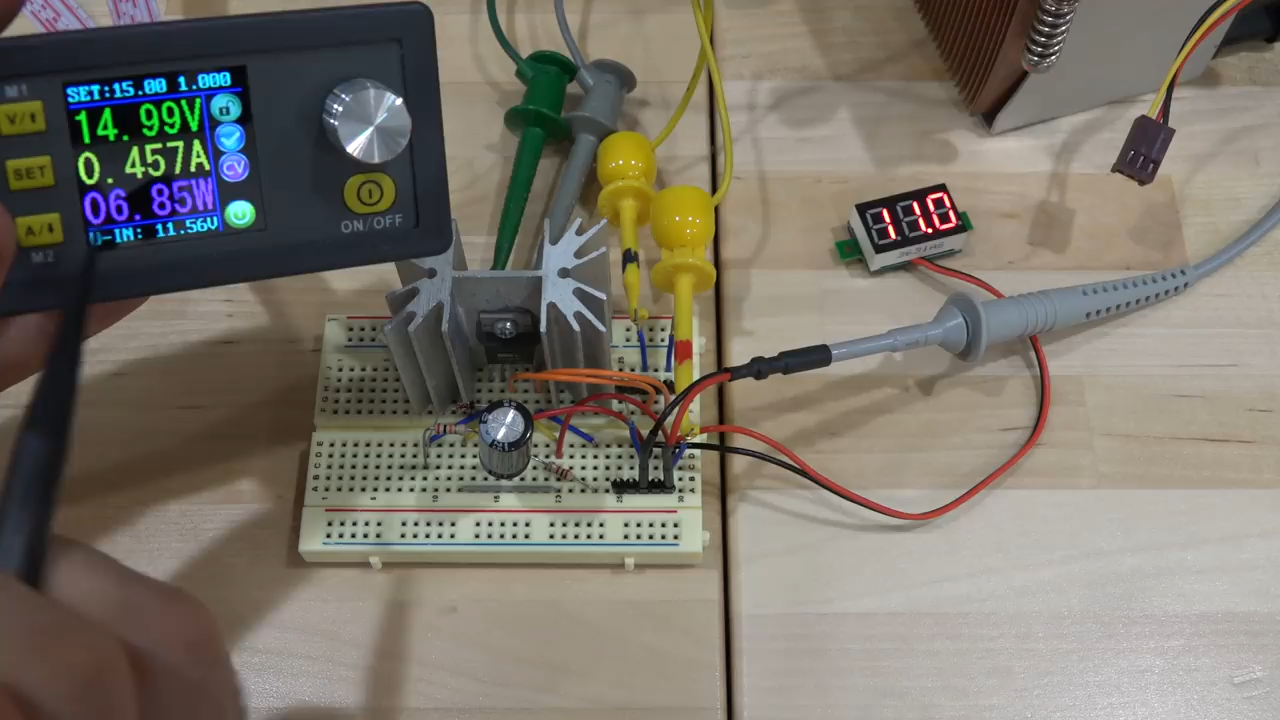 M1
V/⬆
SET
A/⬇
M2
SET:15.00 1.000
14.99V
0.457A
06.85W
U-IN: 11.56V
CV
ON/OFF
11.0